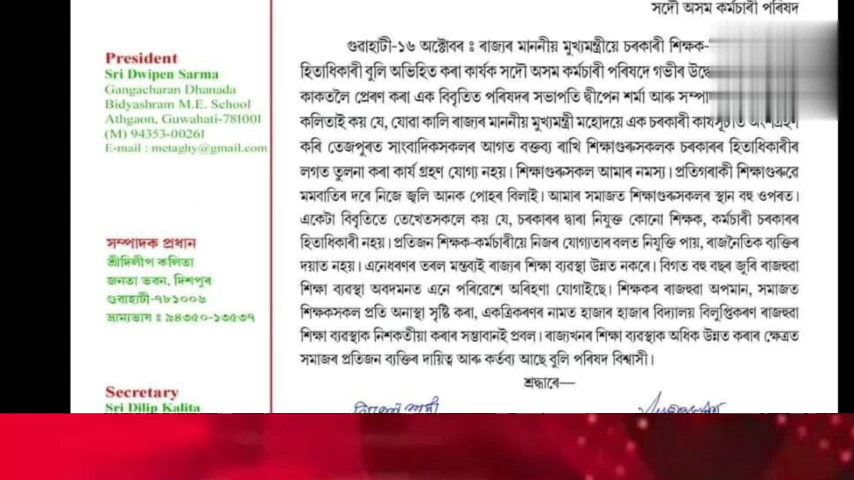 সদৌ অসম কৰ্মচাৰী পৰিষদ
President
Sri Dwipen Sarma
Gangacharan Dhanada
Bidyashram M.E. School
Athgaon, Guwahati-781001
(M) 94353-00261
E-mail : metaghy@gmail.com
সম্পাদক প্ৰধান
শ্ৰীদিলীপ কলিতা
জনতা ভৱন, দিশপুৰ
গুৱাহাটী-৭৮১০০৬
ভ্ৰাম্যভাষ : ৯৪৩৫০-১৩৫৩৭
Secretary
Sri Dilip Kalita
গুৱাহাটী-১৬ অক্টোবৰ : ৰাজ্যৰ মাননীয় মুখ্যমন্ত্ৰীয়ে চৰকাৰী শিক্ষক-
হিতাধিকাৰী বুলি অভিহিত কৰা কাৰ্যক সদৌ অসম কৰ্মচাৰী পৰিষদে গভীৰ
কাকতলৈ প্ৰেৰণ কৰা এক বিবৃতিত পৰিষদৰ সভাপতি দ্বীপেন শৰ্মা আৰু
কলিতাই কয় যে, যোৱা কালি ৰাজ্যৰ মাননীয় মুখ্যমন্ত্ৰী মহোদয়ে এক চৰকাৰী কাৰ্যসূচীত অংশগ্ৰহণ
কৰি তেজপুৰত সাংবাদিকসকলৰ আগত বক্তব্য ৰাখি শিক্ষাগুৰুসকলক চৰকাৰৰ হিতাধিকাৰীৰ
লগত তুলনা কৰা কাৰ্য গ্ৰহণ যোগ্য নহয়। শিক্ষাগুৰুসকল আমাৰ নমস্য। প্ৰতিগৰাকী শিক্ষাগুৰুৱে
মমবাতিৰ দৰে নিজে জ্বলি আনক পোহৰ বিলাই। আমাৰ সমাজত শিক্ষাগুৰুসকলৰ স্থান বহু ওপৰত।
একেটা বিবৃতিতে তেখেতসকলে কয় যে, চৰকাৰৰ দ্বাৰা নিযুক্ত কোনো শিক্ষক, কৰ্মচাৰী চৰকাৰৰ
হিতাধিকাৰী নহয়। প্ৰতিজন শিক্ষক-কৰ্মচাৰীয়ে নিজৰ যোগ্যতাৰ বলত নিযুক্তি পায়, ৰাজনৈতিক ব্যক্তিৰ
দয়াত নহয়। এনেধৰণৰ তৰল মন্তব্যই ৰাজ্যৰ শিক্ষা ব্যৱস্থা উন্নত নকৰে। বিগত বহু বছৰ জুৰি ৰাজহুৱা
শিক্ষা ব্যৱস্থা অবদমনত এনে পৰিৱেশে অৰিহণা যোগাইছে। শিক্ষকৰ ৰাজহুৱা অপমান, সমাজত
শিক্ষকসকল প্ৰতি অনাস্থা সৃষ্টি কৰা, একত্ৰিকৰণৰ নামত হাজাৰ হাজাৰ বিদ্যালয় বিলুপ্তিকৰণ ৰাজহুৱা
শিক্ষা ব্যৱস্থাক নিশকতীয়া কৰাৰ সম্ভাবনাই প্ৰবল। ৰাজ্যখনৰ শিক্ষা ব্যৱস্থাক অধিক উন্নত কৰাৰ ক্ষেত্ৰত
সমাজৰ প্ৰতিজন ব্যক্তিৰ দায়িত্ব আৰু কৰ্তব্য আছে বুলি পৰিষদ বিশ্বাসী।
শ্ৰদ্ধাৰে—